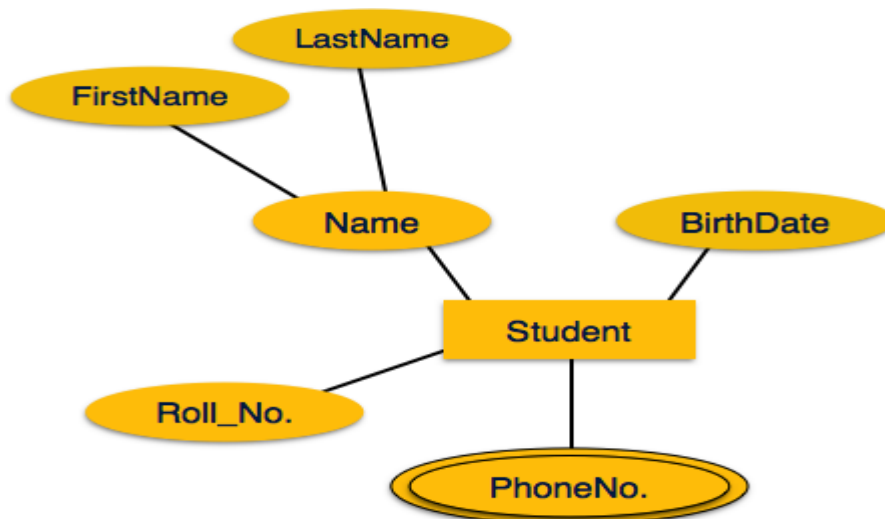 LastName
FirstName
Name
BirthDate
Student
Roll_No.
PhoneNo.